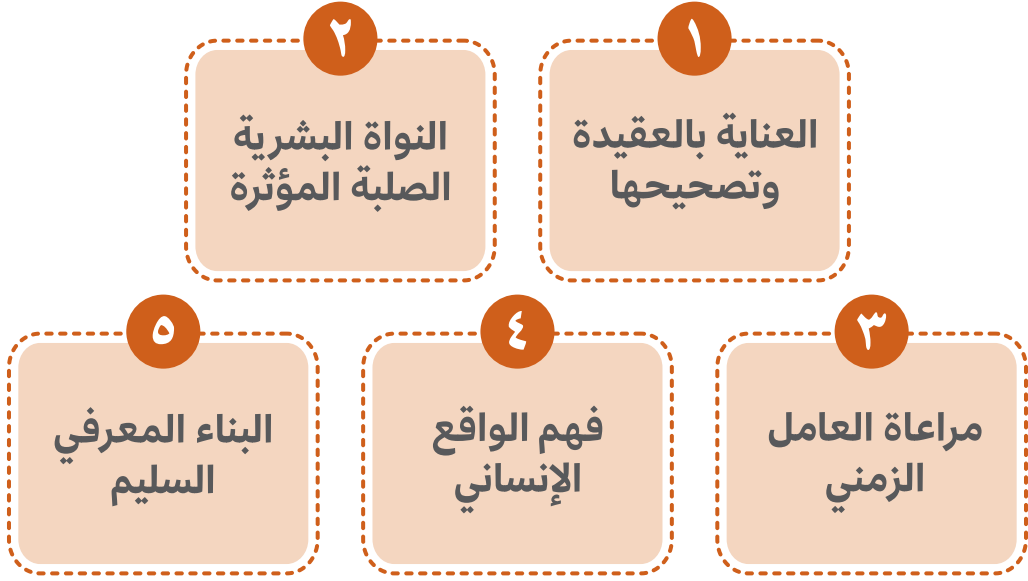 ١
العناية بالعقيدة
وتصحيحها
٢
النواة البشرية
الصلبة المؤثرة
٣
مراعاة العامل
الزمني
٤
فهم الواقع
الإنساني
٥
البناء المعرفي
السليم